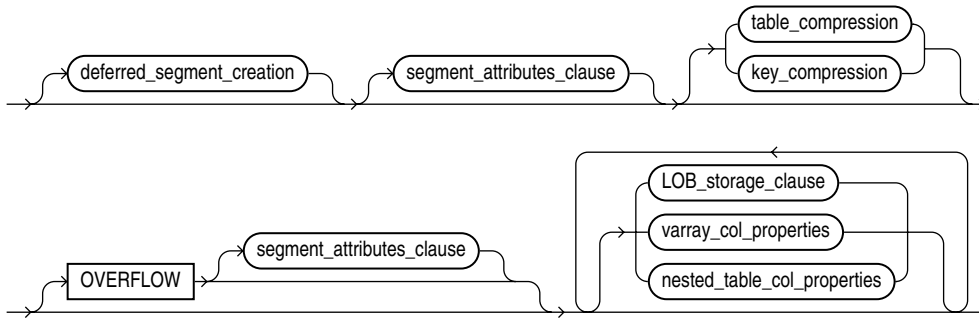 deferred_segment_creation
segment_attributes_clause
table_compression
key_compression
OVERFLOW
segment_attributes_clause
LOB_storage_clause
varray_col_properties
nested_table_col_properties